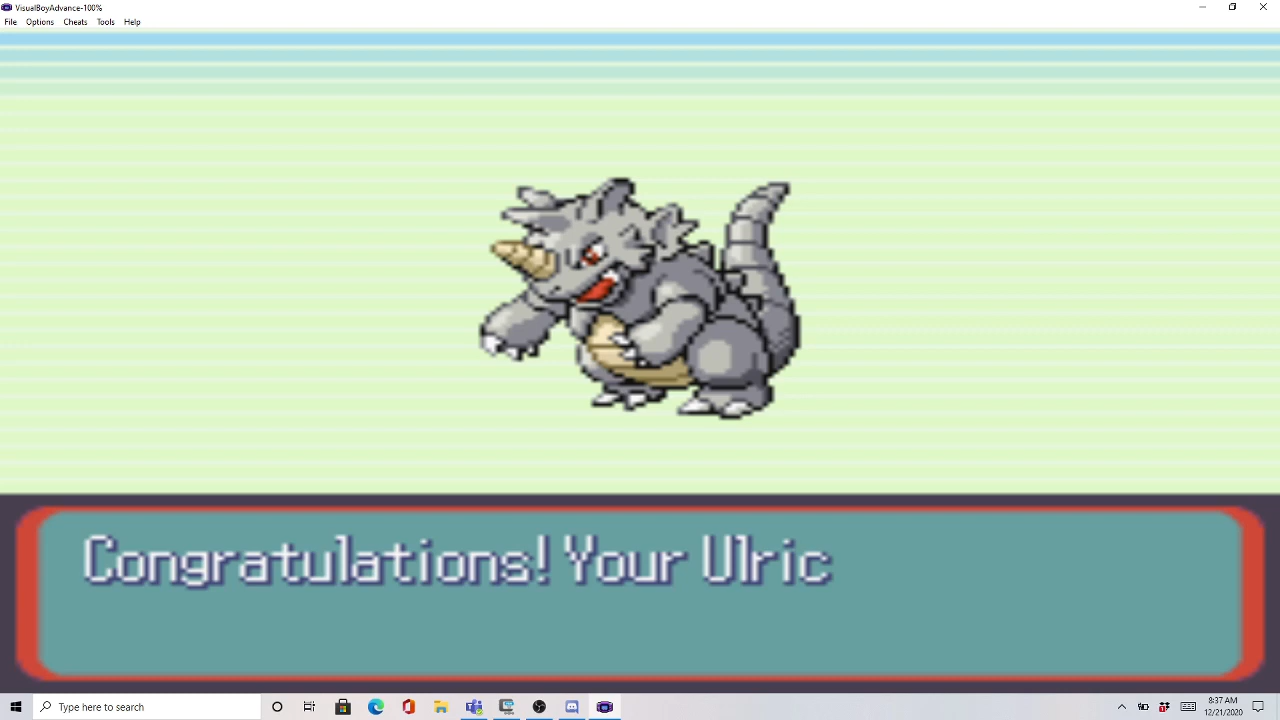 VisualBoyAdvance-100%
File Options Cheats Tools Help
Congratulations! Your Ulric
Type here to search
8:37 AM
12/21/2020